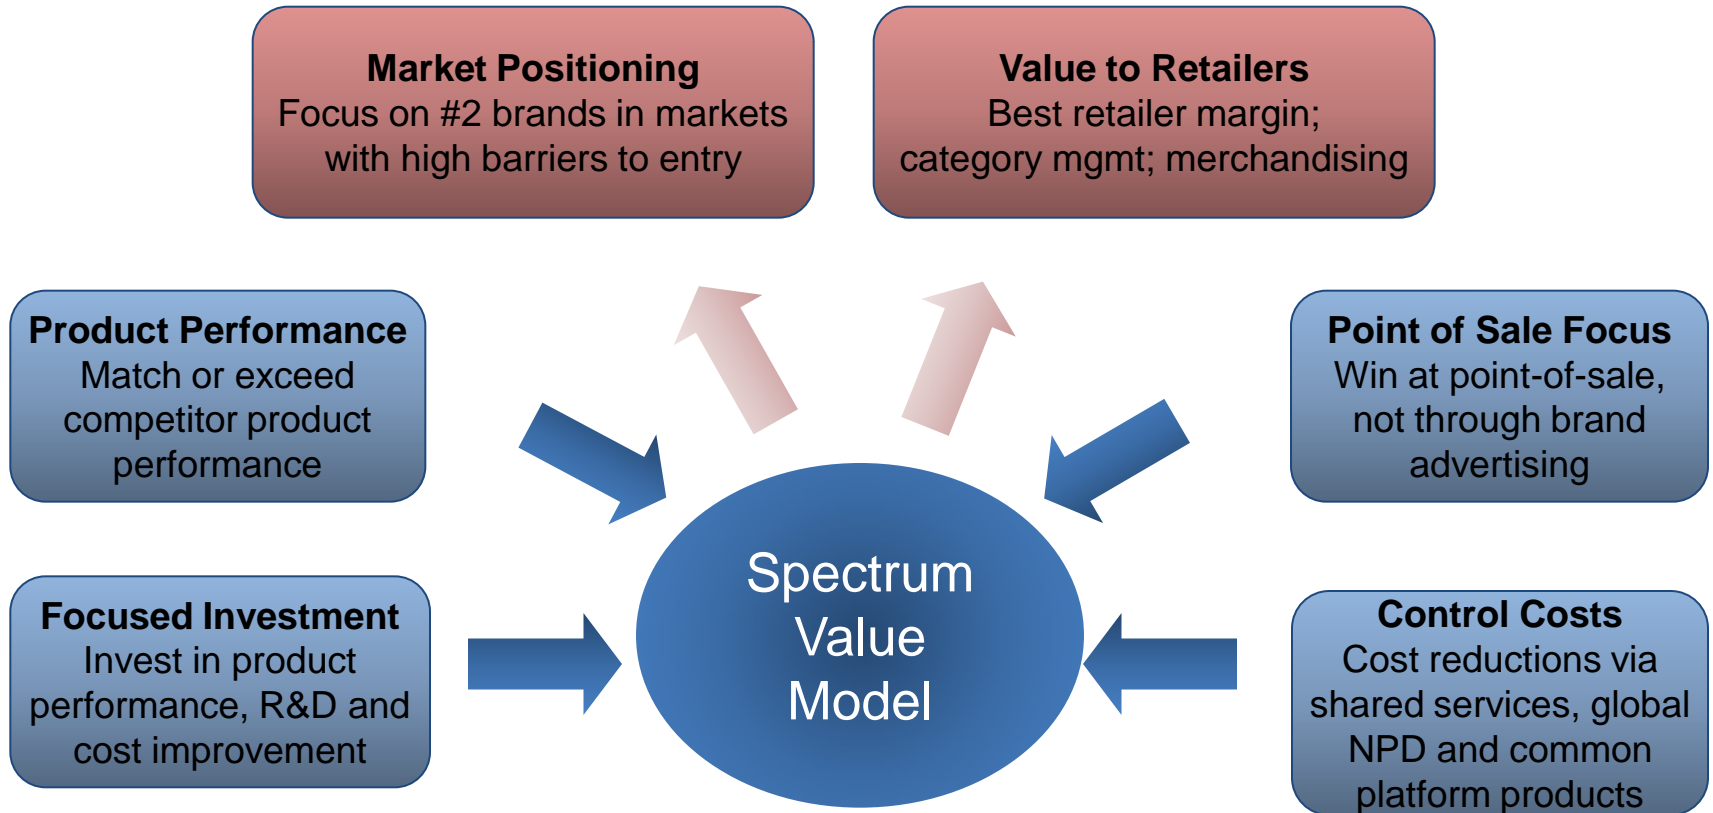 Market Positioning
Focus on #2 brands in markets
with high barriers to entry
Value to Retailers
Best retailer margin;
category mgmt; merchandising
Product Performance
Match or exceed
competitor product
performance
Point of Sale Focus
Win at point-of-sale,
not through brand
advertising
Focused Investment
Invest in product
performance, R&D and
cost improvement
Spectrum
Value
Model
Control Costs
Cost reductions via
shared services, global
NPD and common
platform products